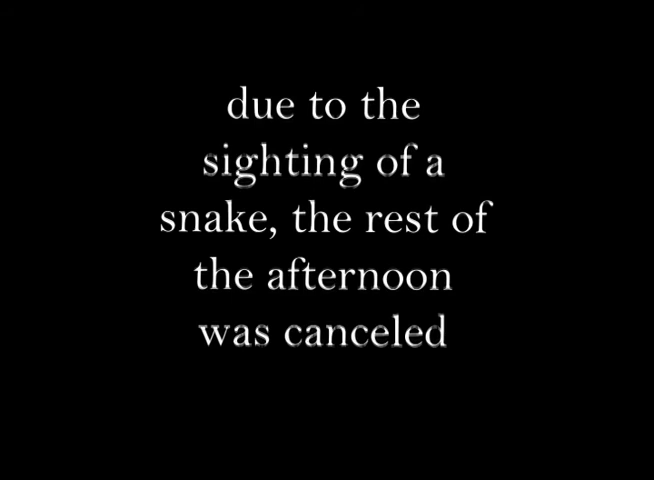 due to the
sighting of a
snake, the rest of
the afternoon
was canceled